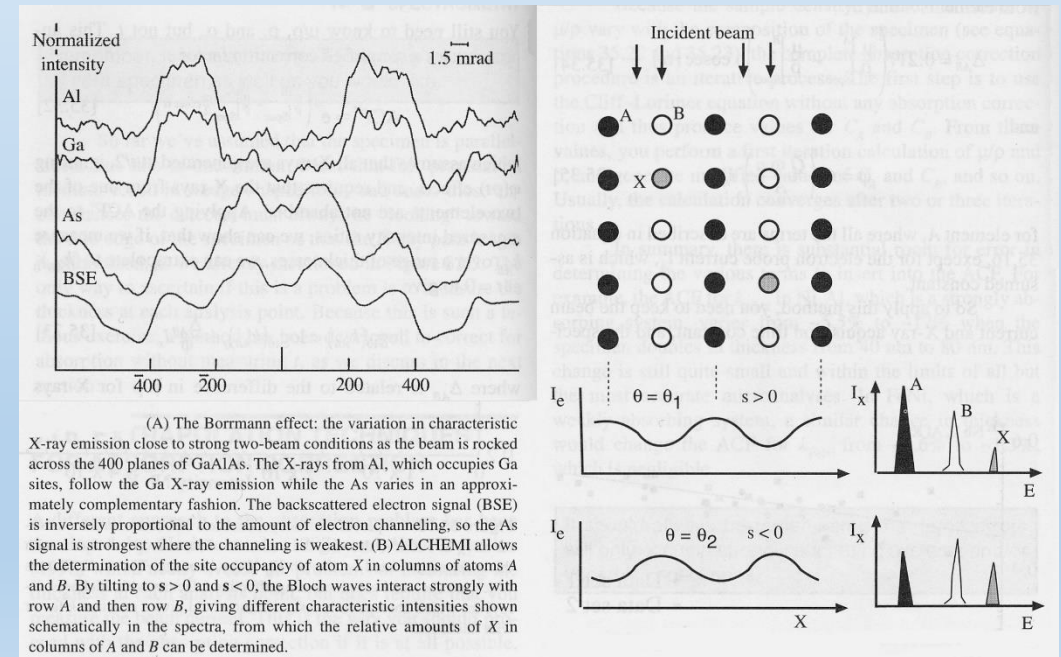 Normalized
intensity
1.5 mrad
Al
Ga
As
BSE
4̅00 2̅00 200 400
(A) The Borrmann effect: the variation in characteristic
X-ray emission close to a strong two-beam condition as the beam is rocked
across the 400 planes of GaAlAs. The X-rays from Al, which occupies Ga
sites, follow the Ga X-ray emission while the As varies in an approxi-
mately complementary fashion. The backscattered electron signal (BSE)
is inversely proportional to the amount of electron channeling, so the As
signal is strongest where the channeling is weakest. (B) ALCHEMI allows
the determination of the site occupancy of atom X in columns of atoms A
and B. By tilting to s > 0 and s < 0, the Bloch waves interact strongly with
row A and then row B, giving different characteristic intensities shown
schematically in the spectra, from which the relative amounts of X in
columns of A and B can be determined.
Incident beam
A B
X
Ie θ = θ1 s > 0
Ix A B X
E
Ie θ = θ2 s < 0
X
Ix
E